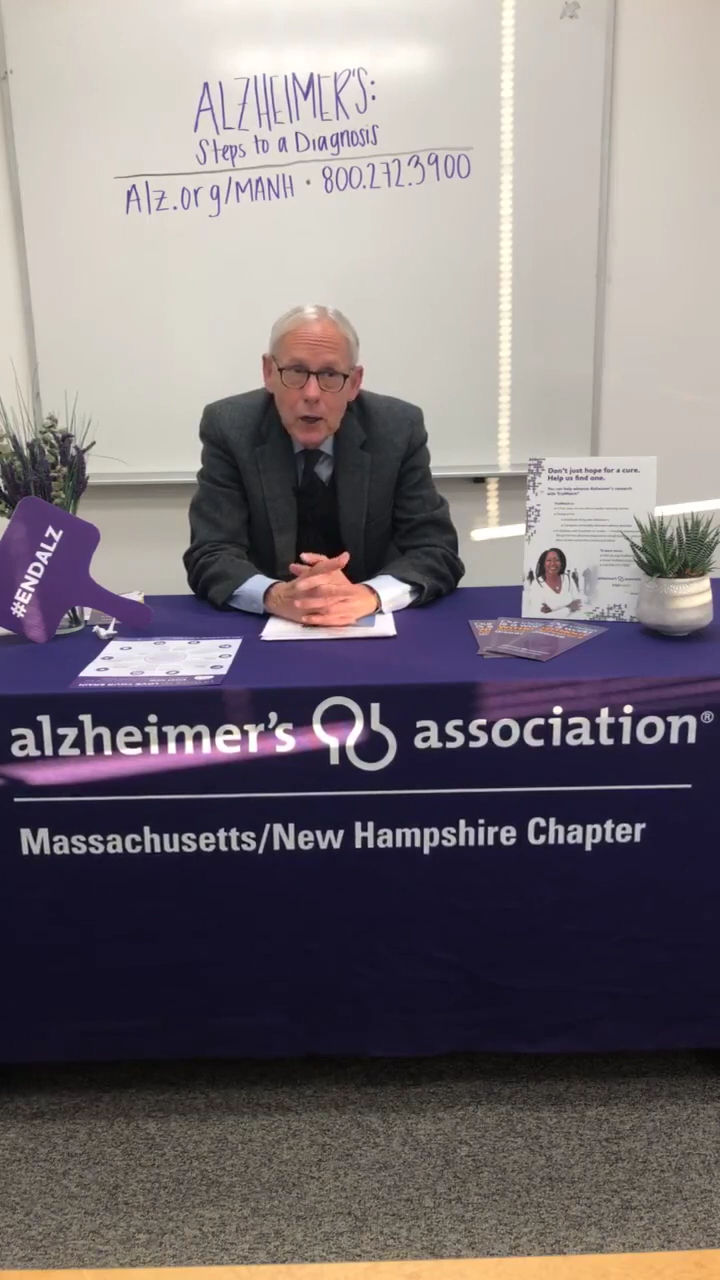 ALZHEIMER'S:
Steps to a Diagnosis
Alz.org/MANH • 800.272.3900
Don't just hope for a cure.
Help us find one.
#ENDALZ
alzheimer's association®
Massachusetts/New Hampshire Chapter